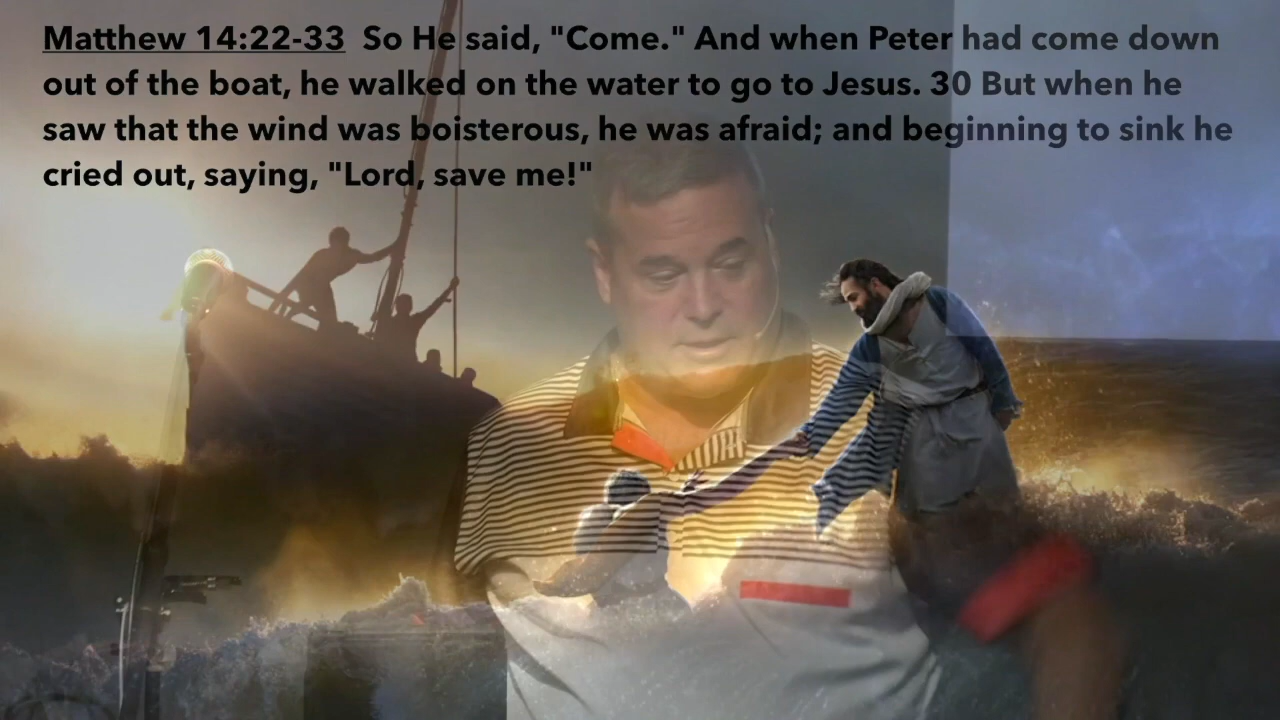 Matthew 14:22-33 So He said, "Come." And when Peter had come down
out of the boat, he walked on the water to go to Jesus. 30 But when he
saw that the wind was boisterous, he was afraid; and beginning to sink he
cried out, saying, "Lord, save me!"